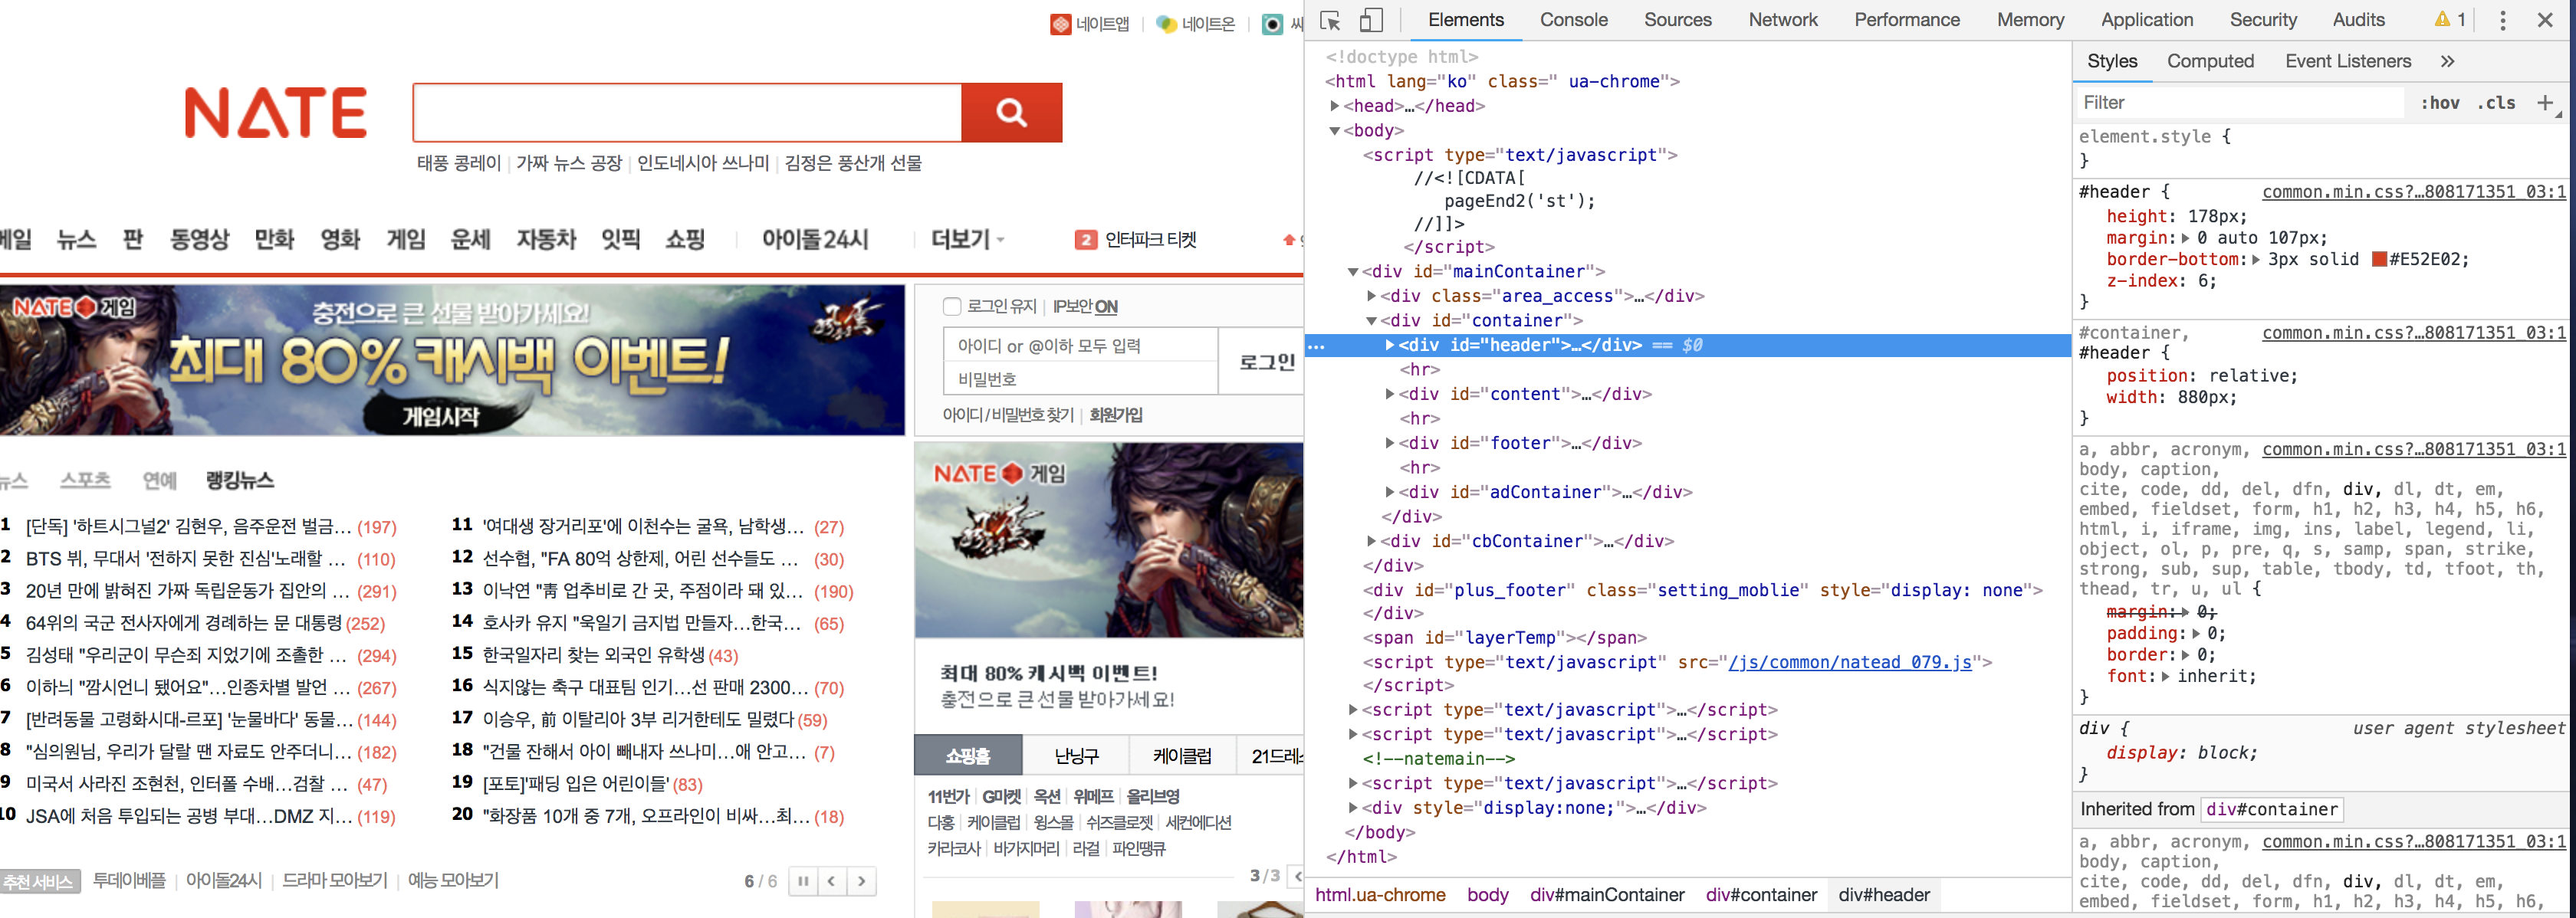 네이트앱 | 네이트온 | 싸
NATE
태풍 콩레이 | 가짜 뉴스 공장 | 인도네시아 쓰나미 | 김정은 풍산개 선물
메일 뉴스 판 동영상 만화 영화 게임 운세 자동차 잇픽 쇼핑 | 아이돌24시 | 더보기
2 인터파크 티켓
NATE 게임
충전으로 큰 선물 받아가세요!
최대 80% 캐시백 이벤트!
게임시작
로그인 유지 | IP보안 ON
아이디 or @이하 모두 입력
비밀번호
로그인
아이디 / 비밀번호 찾기 | 회원가입
뉴스 스포츠 연예 랭킹뉴스
1 [단독] '하트시그널2' 김현우, 음주운전 벌금... (197)
2 BTS 뷔, 무대서 '전하지 못한 진심'노래할 ... (110)
3 20년 만에 밝혀진 가짜 독립운동가 집안의 ... (291)
4 64위의 국군 전사자에게 경례하는 문 대통령 (252)
5 김성태 "우리군이 무슨죄 지었기에 조촐한 ... (294)
6 이하늬 "깜시언니 됐어요"...인종차별 발언 ... (267)
7 [반려동물 고령화시대-르포] '눈물바다' 동물... (144)
8 "심의원님, 우리가 달랄 땐 자료도 안주더니... (182)
9 미국서 사라진 조현천, 인터폴 수배...검찰 ... (47)
10 JSA에 처음 투입되는 공병 부대...DMZ 지... (119)
11 '여대생 장거리포'에 이천수는 굴욕, 남학생... (27)
12 선수협, "FA 80억 상한제, 어린 선수들도 ... (30)
13 이낙연 "靑 업추비로 간 곳, 주점이라 돼 있... (190)
14 호사카 유지 "욱일기 금지법 만들자...한국... (65)
15 한국일자리 찾는 외국인 유학생 (43)
16 식지않는 축구 대표팀 인기...선 판매 2300... (70)
17 이승우, 前 이탈리아 3부 리거한테도 밀렸다 (59)
18 "건물 잔해서 아이 빼내자 쓰나미...애 안고... (7)
19 [포토]'패딩 입은 어린이들' (83)
20 "화장품 10개 중 7개, 오프라인이 비싸...최... (18)
추천 서비스 투데이베플 | 아이돌24시 | 드라마 모아보기 | 예능 모아보기
6 / 6
NATE 게임
최대 80% 캐시백 이벤트!
충전으로 큰 선물 받아가세요!
쇼핑홈 난닝구 케이클럽 21드레스
11번가 | G마켓 | 옥션 | 위메프 | 올리브영
다홍 | 케이클럽 | 윙스몰 | 쉬즈클로젯 | 세컨에디션
카라코사 | 바가지머리 | 라걸 | 파인땡큐
3 / 3
Elements Console Sources Network Performance Memory Application Security Audits 1
<!doctype html>
<html lang="ko" class=" ua-chrome">
<head>…</head>
<body>
<script type="text/javascript">
//<![CDATA[
pageEnd2('st');
//]]>
</script>
<div id="mainContainer">
<div class="area_access">…</div>
<div id="container">
… <div id="header">…</div> == $0
<hr>
<div id="content">…</div>
<hr>
<div id="footer">…</div>
<hr>
<div id="adContainer">…</div>
</div>
<div id="cbContainer">…</div>
</div>
<div id="plus_footer" class="setting_moblie" style="display: none">
</div>
<span id="layerTemp"></span>
<script type="text/javascript" src="/js/common/natead_079.js">
</script>
<script type="text/javascript">…</script>
<script type="text/javascript">…</script>
<!--natemain-->
<script type="text/javascript">…</script>
<div style="display:none;">…</div>
</body>
</html>
html.ua-chrome body div#mainContainer div#container div#header
Styles Computed Event Listeners »
Filter :hov .cls +
element.style {
}
#header { common.min.css?…808171351_03:1
height: 178px;
margin: 0 auto 107px;
border-bottom: 3px solid #E52E02;
z-index: 6;
}
#container, common.min.css?…808171351_03:1
#header {
position: relative;
width: 880px;
}
a, abbr, acronym, common.min.css?…808171351_03:1
body, caption,
cite, code, dd, del, dfn, div, dl, dt, em,
embed, fieldset, form, h1, h2, h3, h4, h5, h6,
html, i, iframe, img, ins, label, legend, li,
object, ol, p, pre, q, s, samp, span, strike,
strong, sub, sup, table, tbody, td, tfoot, th,
thead, tr, u, ul {
margin: 0;
padding: 0;
border: 0;
font: inherit;
}
div { user agent stylesheet
display: block;
}
Inherited from div#container
a, abbr, acronym, common.min.css?…808171351_03:1
body, caption,
cite, code, dd, del, dfn, div, dl, dt, em,
embed, fieldset, form, h1, h2, h3, h4, h5, h6,